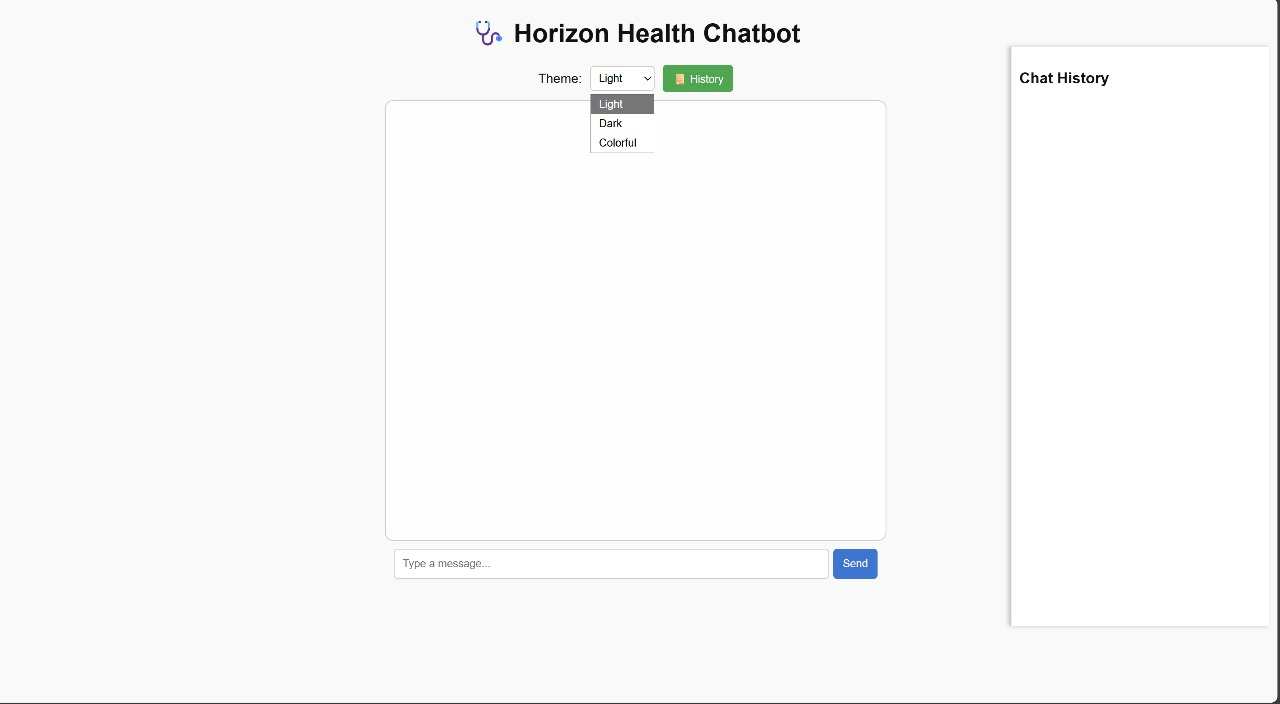 Horizon Health Chatbot
Theme: Light History
Light
Dark
Colorful
Type a message... Send
Chat History